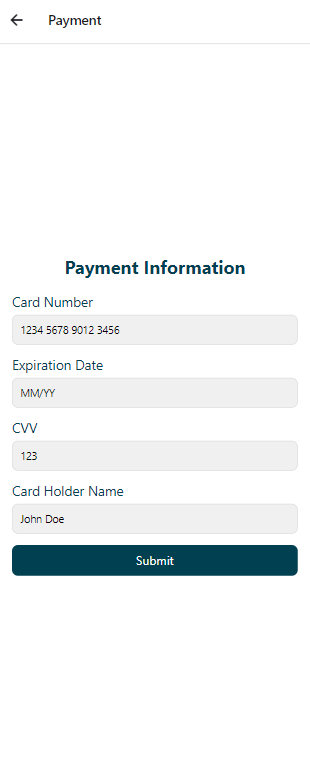 Payment
Payment Information
Card Number
1234 5678 9012 3456
Expiration Date
MM/YY
CVV
123
Card Holder Name
John Doe
Submit